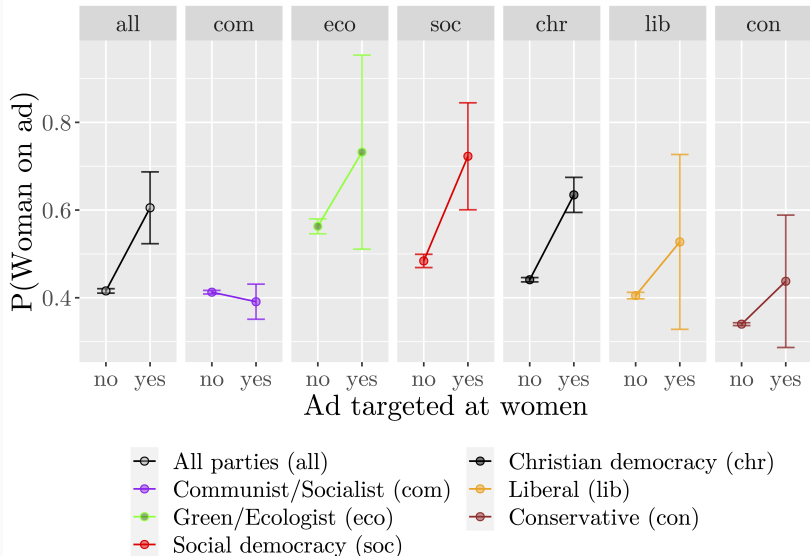 all com eco soc chr lib con
P(Woman on ad)
0.8
0.6
0.4
no yes no yes no yes no yes no yes no yes no yes
Ad targeted at women
All parties (all)
Communist/Socialist (com)
Green/Ecologist (eco)
Social democracy (soc)
Christian democracy (chr)
Liberal (lib)
Conservative (con)